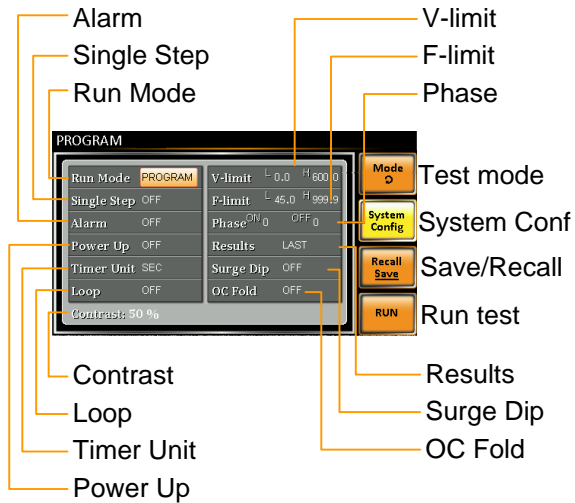 Alarm
Single Step
Run Mode
V-limit
F-limit
Phase
PROGRAM
Run Mode PROGRAM
Single Step OFF
Alarm OFF
Power Up OFF
Timer Unit SEC
Loop OFF
Contrast: 50 %
V-limit L 0.0 H 600.0
F-limit L 45.0 H 999.9
Phase ON 0 OFF 0
Results LAST
Surge Dip OFF
OC Fold OFF
Mode
System Config
Recall Save
RUN
Test mode
System Conf
Save/Recall
Run test
Contrast
Loop
Timer Unit
Power Up
Results
Surge Dip
OC Fold